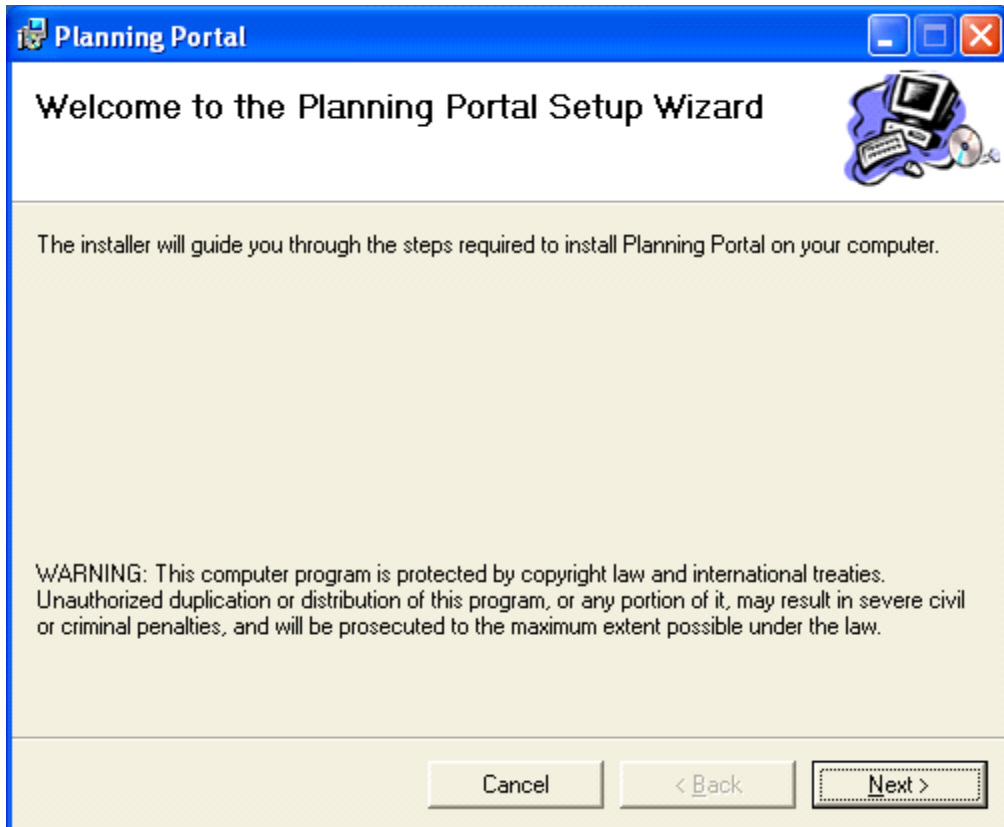 Planning Portal
Welcome to the Planning Portal Setup Wizard
The installer will guide you through the steps required to install Planning Portal on your computer.
WARNING: This computer program is protected by copyright law and international treaties.
Unauthorized duplication or distribution of this program, or any portion of it, may result in severe civil
or criminal penalties, and will be prosecuted to the maximum extent possible under the law.
Cancel < Back Next >